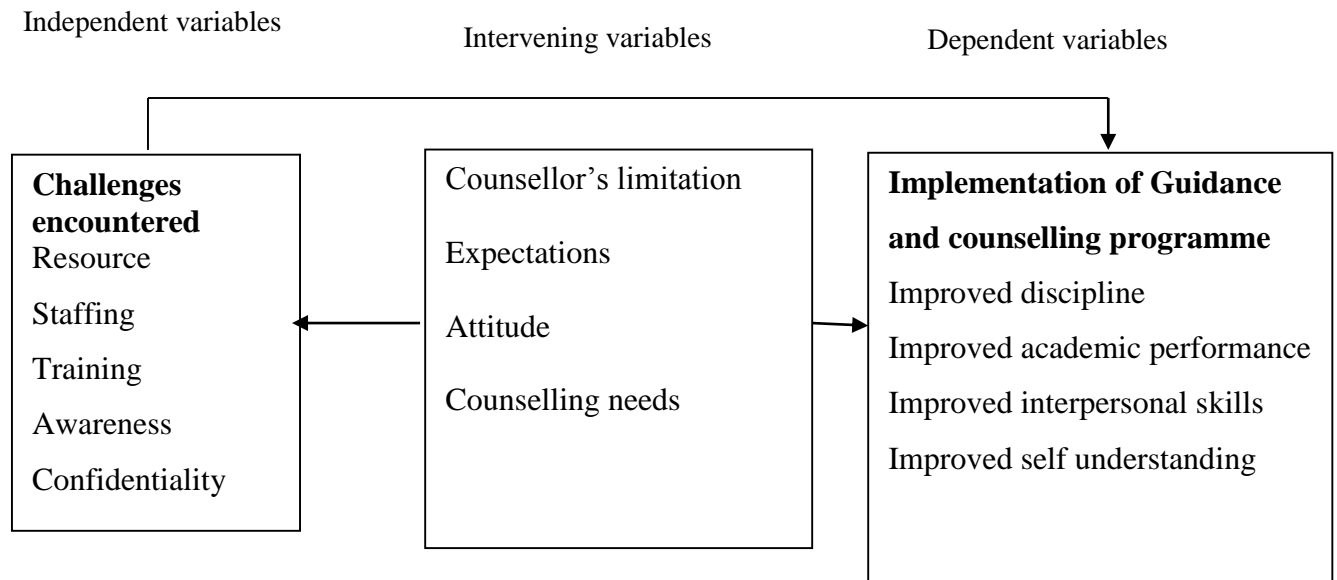 Independent variables
Intervening variables
Dependent variables
Challenges
encountered
Resource
Staffing
Training
Awareness
Confidentiality
Counsellor’s limitation
Expectations
Attitude
Counselling needs
Implementation of Guidance
and counselling programme
Improved discipline
Improved academic performance
Improved interpersonal skills
Improved self understanding